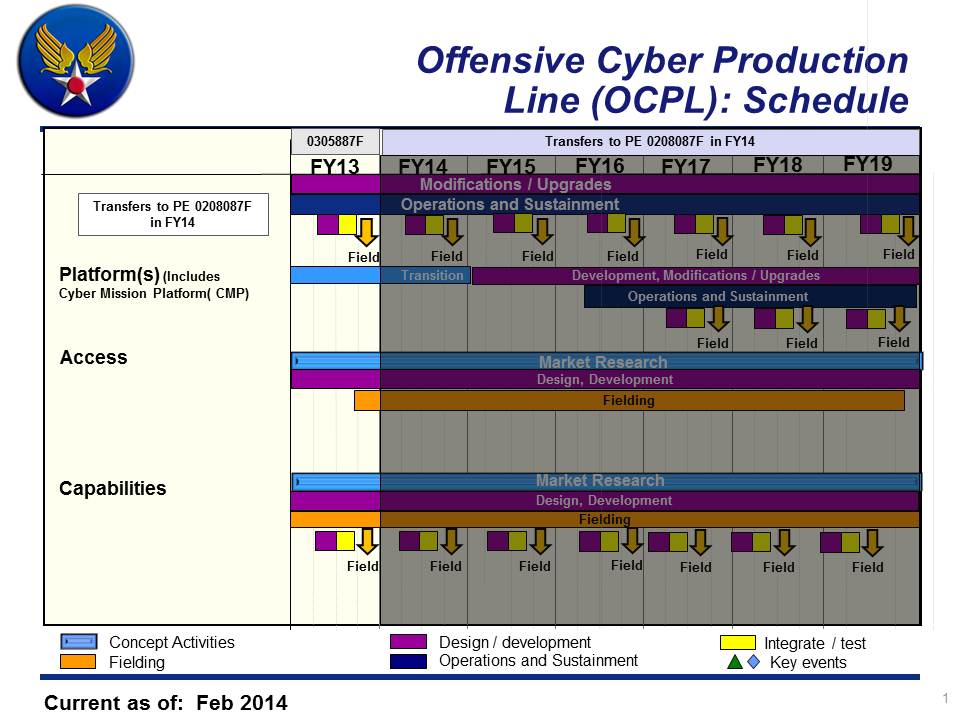 Offensive Cyber Production
Line (OCPL): Schedule
0305887F
Transfers to PE 0208087F in FY14
FY13 FY14 FY15 FY16 FY17 FY18 FY19
Modifications / Upgrades
Operations and Sustainment
Transfers to PE 0208087F
in FY14
Field Field Field Field Field Field Field
Platform(s) (Includes
Cyber Mission Platform( CMP)
Transition
Development, Modifications / Upgrades
Operations and Sustainment
Field Field Field
Access
Market Research
Design, Development
Fielding
Capabilities
Market Research
Design, Development
Fielding
Field Field Field Field Field Field Field
Concept Activities
Design / development
Integrate / test
Fielding
Operations and Sustainment
Key events
Current as of: Feb 2014
1